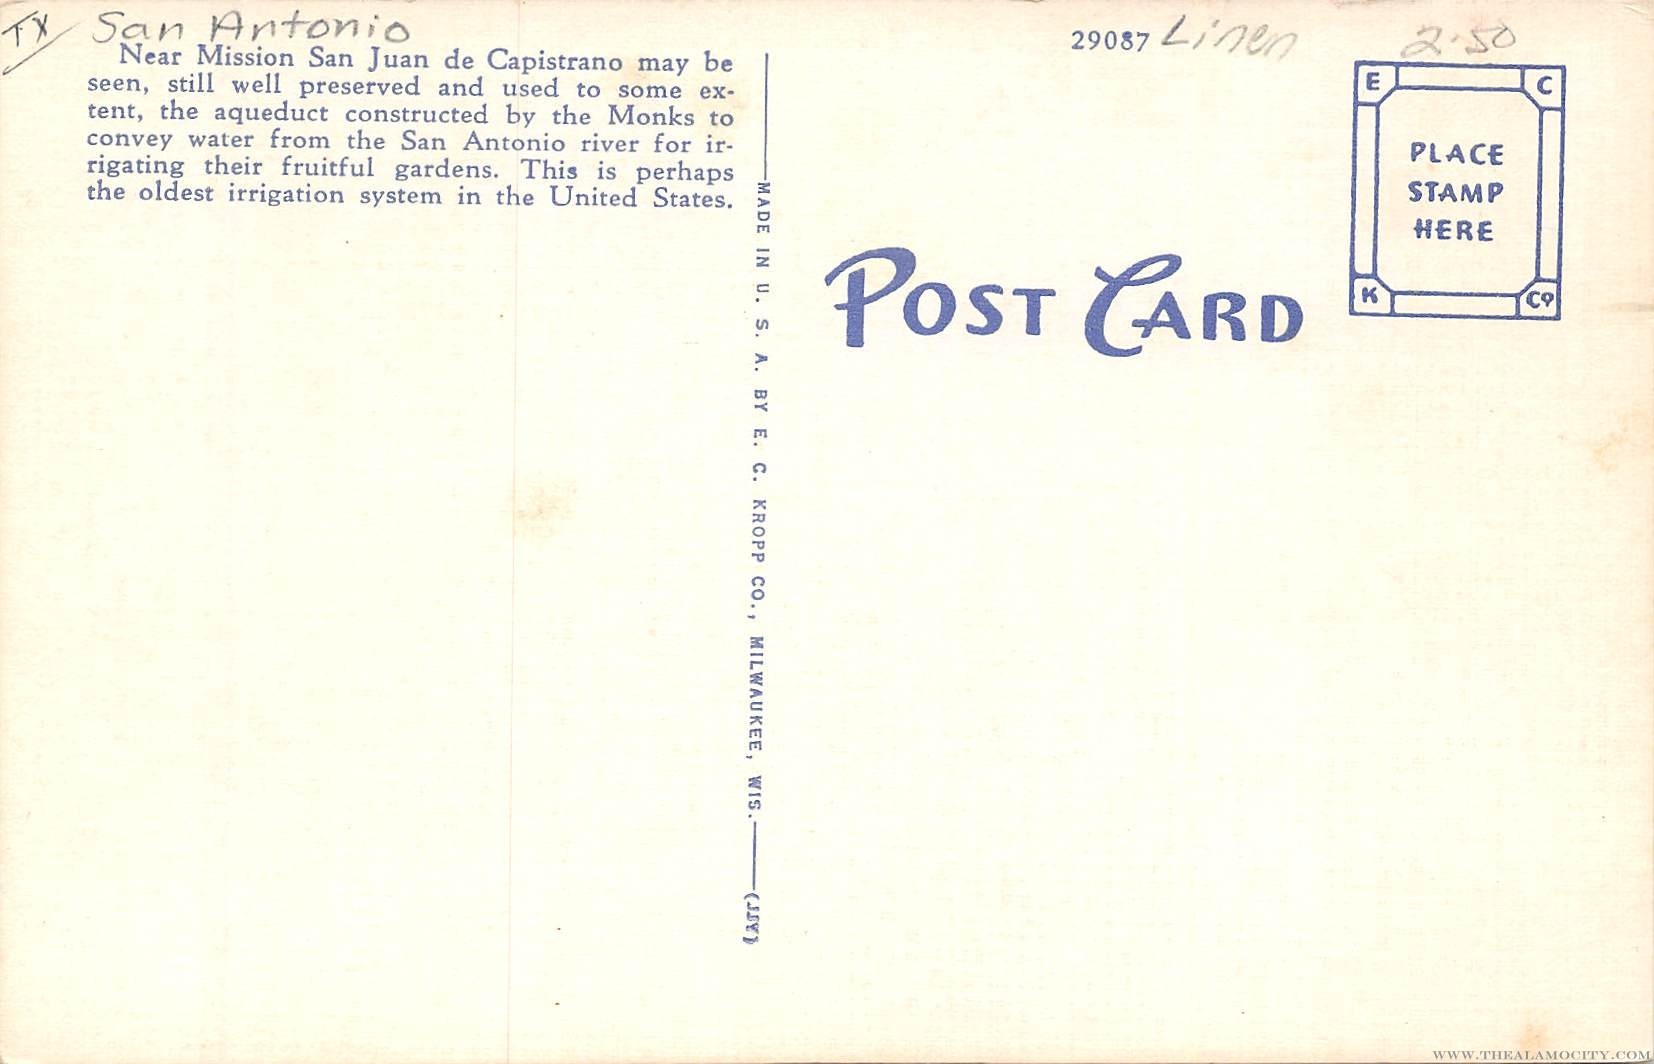 TX San Antonio
Near Mission San Juan de Capistrano may be
seen, still well preserved and used to some ex-
tent, the aqueduct constructed by the Monks to
convey water from the San Antonio river for ir-
rigating their fruitful gardens. This is perhaps
the oldest irrigation system in the United States.
MADE IN U. S. A. BY E. C. KROPP CO., MILWAUKEE, WIS.
29087 Linen 2.50
E C
PLACE
STAMP
HERE
K Co
POST CARD
WWW.THEALAMOCITY.COM